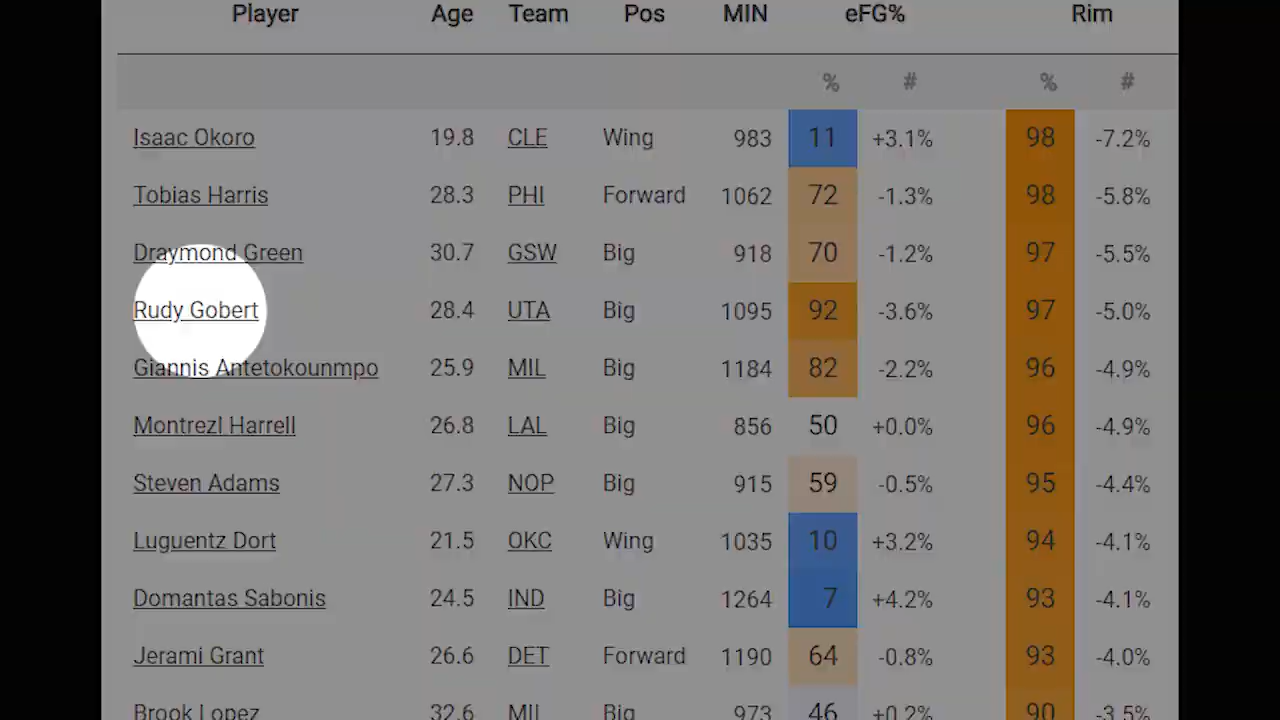 Player Age Team Pos MIN eFG% Rim
% # % #
Isaac Okoro 19.8 CLE Wing 983 11 +3.1% 98 -7.2%
Tobias Harris 28.3 PHI Forward 1062 72 -1.3% 98 -5.8%
Draymond Green 30.7 GSW Big 918 70 -1.2% 97 -5.5%
Rudy Gobert 28.4 UTA Big 1095 92 -3.6% 97 -5.0%
Giannis Antetokounmpo 25.9 MIL Big 1184 82 -2.2% 96 -4.9%
Montrezl Harrell 26.8 LAL Big 856 50 +0.0% 96 -4.9%
Steven Adams 27.3 NOP Big 915 59 -0.5% 95 -4.4%
Luguentz Dort 21.5 OKC Wing 1035 10 +3.2% 94 -4.1%
Domantas Sabonis 24.5 IND Big 1264 7 +4.2% 93 -4.1%
Jerami Grant 26.6 DET Forward 1190 64 -0.8% 93 -4.0%
Brook Lopez 32.6 MIL Big 973 46 +0.2% 90 -3.5%